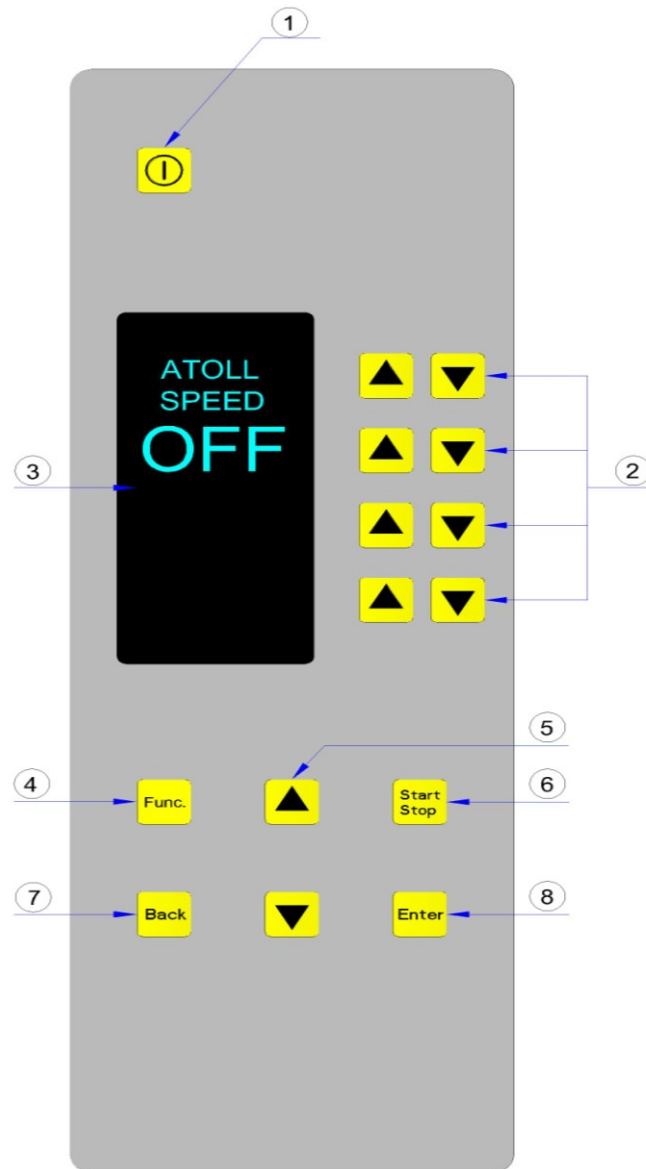 1
ATOLL
SPEED
OFF
3
2
5
4
Func.
Start
Stop
6
7
Back
Enter
8